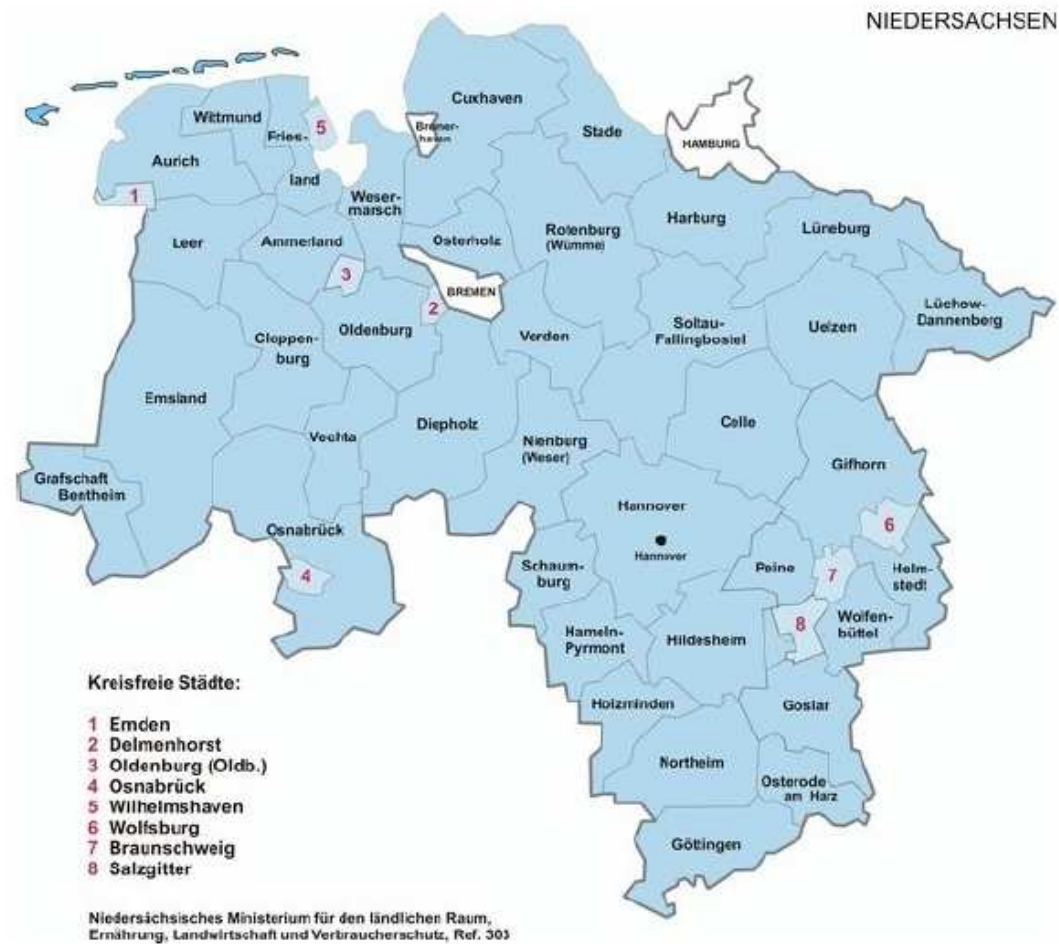 NIEDERSACHSEN
Cuxhaven
Wittmund
Stade
Fries-
5
Bremer-
haven
HAMBURG
Aurich
land
1
Weser-
marsch
Harburg
Lüneburg
Leer
Ammerland
Osterholz
Rotenburg
(Wümme)
3
BREMEN
2
Lüchow-
Dannenberg
Oldenburg
Verden
Soltau-
Fallingbostel
Uelzen
Cloppen-
burg
Emsland
Diepholz
Celle
Vechta
Nienburg
(Weser)
Gifhorn
Grafschaft
Bentheim
Hannover
Osnabrück
6
Hannover
4
Schaum-
burg
Peine
7
Helm-
stedt
8
Wolfen-
büttel
Hameln-
Pyrmont
Hildesheim
Holzminden
Goslar
Northeim
Osterode
am Harz
Göttingen
Kreisfreie Städte:
1 Emden
2 Delmenhorst
3 Oldenburg (Oldb.)
4 Osnabrück
5 Wilhelmshaven
6 Wolfsburg
7 Braunschweig
8 Salzgitter
Niedersächsisches Ministerium für den ländlichen Raum,
Ernährung, Landwirtschaft und Verbraucherschutz, Ref. 303